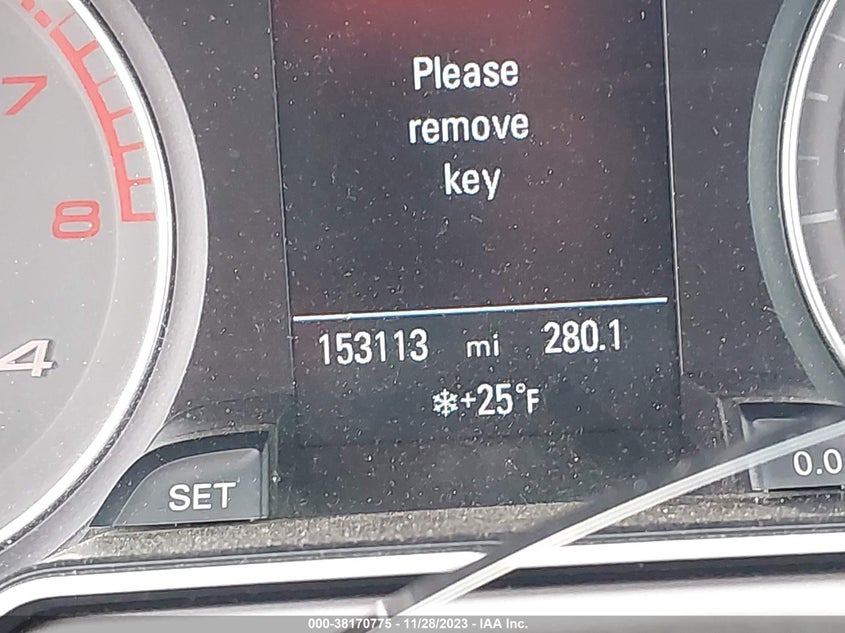 Please
remove
key
7
8
4
153113 mi 280.1
❄+25°F
SET
0.0
000-38170775 - 11/28/2023 - IAA Inc.